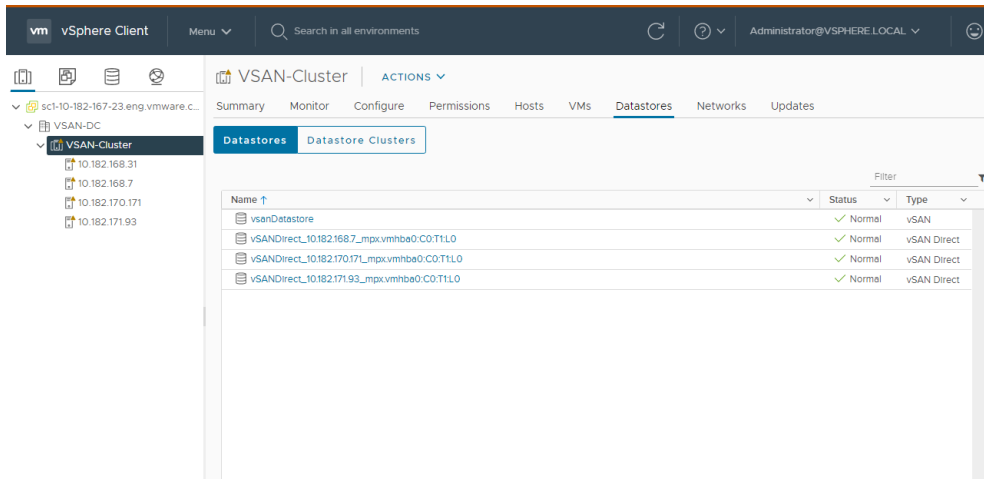 vm vSphere Client Menu Search in all environments Administrator@VSPHERE.LOCAL
VSAN-Cluster ACTIONS
sc1-10-182-167-23.eng.vmware.c...
VSAN-DC
VSAN-Cluster
10.182.168.31
10.182.168.7
10.182.170.171
10.182.171.93
Summary Monitor Configure Permissions Hosts VMs Datastores Networks Updates
Datastores Datastore Clusters
Filter
Name Status Type
vsanDatastore Normal vSAN
vSANDirect_10.182.168.7_mpx.vmhba0:C0:T1:L0 Normal vSAN Direct
vSANDirect_10.182.170.171_mpx.vmhba0:C0:T1:L0 Normal vSAN Direct
vSANDirect_10.182.171.93_mpx.vmhba0:C0:T1:L0 Normal vSAN Direct